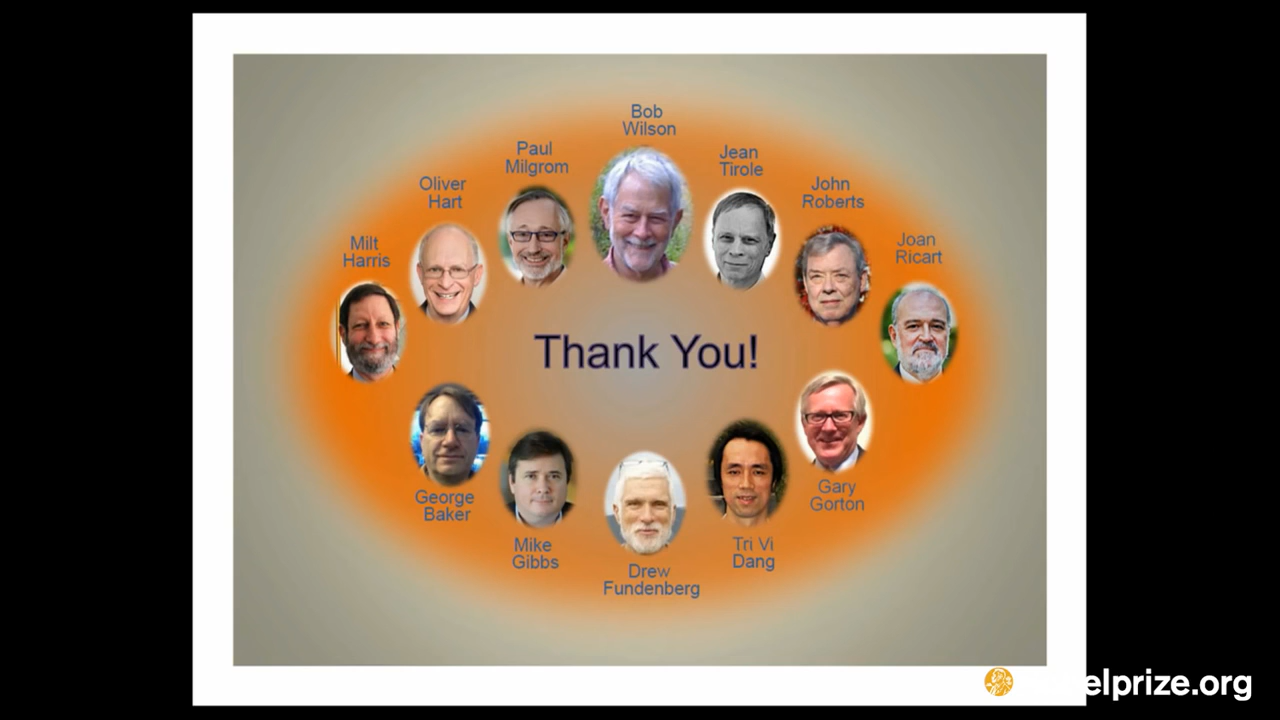 Bob
Wilson
Paul
Milgrom
Jean
Tirole
Oliver
Hart
John
Roberts
Milt
Harris
Joan
Ricart
Thank You!
George
Baker
Gary
Gorton
Mike
Gibbs
Tri Vi
Dang
Drew
Fundenberg
elprize.org